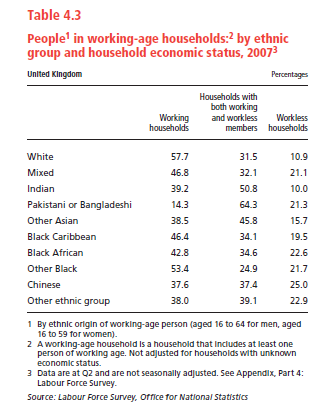 Table 4.3
People¹ in working-age households:² by ethnic
group and household economic status, 2007³
United Kingdom Percentages
Households with
both working
Working and workless Workless
households members households
White 57.7 31.5 10.9
Mixed 46.8 32.1 21.1
Indian 39.2 50.8 10.0
Pakistani or Bangladeshi 14.3 64.3 21.3
Other Asian 38.5 45.8 15.7
Black Caribbean 46.4 34.1 19.5
Black African 42.8 34.6 22.6
Other Black 53.4 24.9 21.7
Chinese 37.6 37.4 25.0
Other ethnic group 38.0 39.1 22.9
1 By ethnic origin of working-age person (aged 16 to 64 for men, aged
16 to 59 for women).
2 A working-age household is a household that includes at least one
person of working age. Not adjusted for households with unknown
economic status.
3 Data are at Q2 and are not seasonally adjusted. See Appendix, Part 4:
Labour Force Survey.
Source: Labour Force Survey, Office for National Statistics